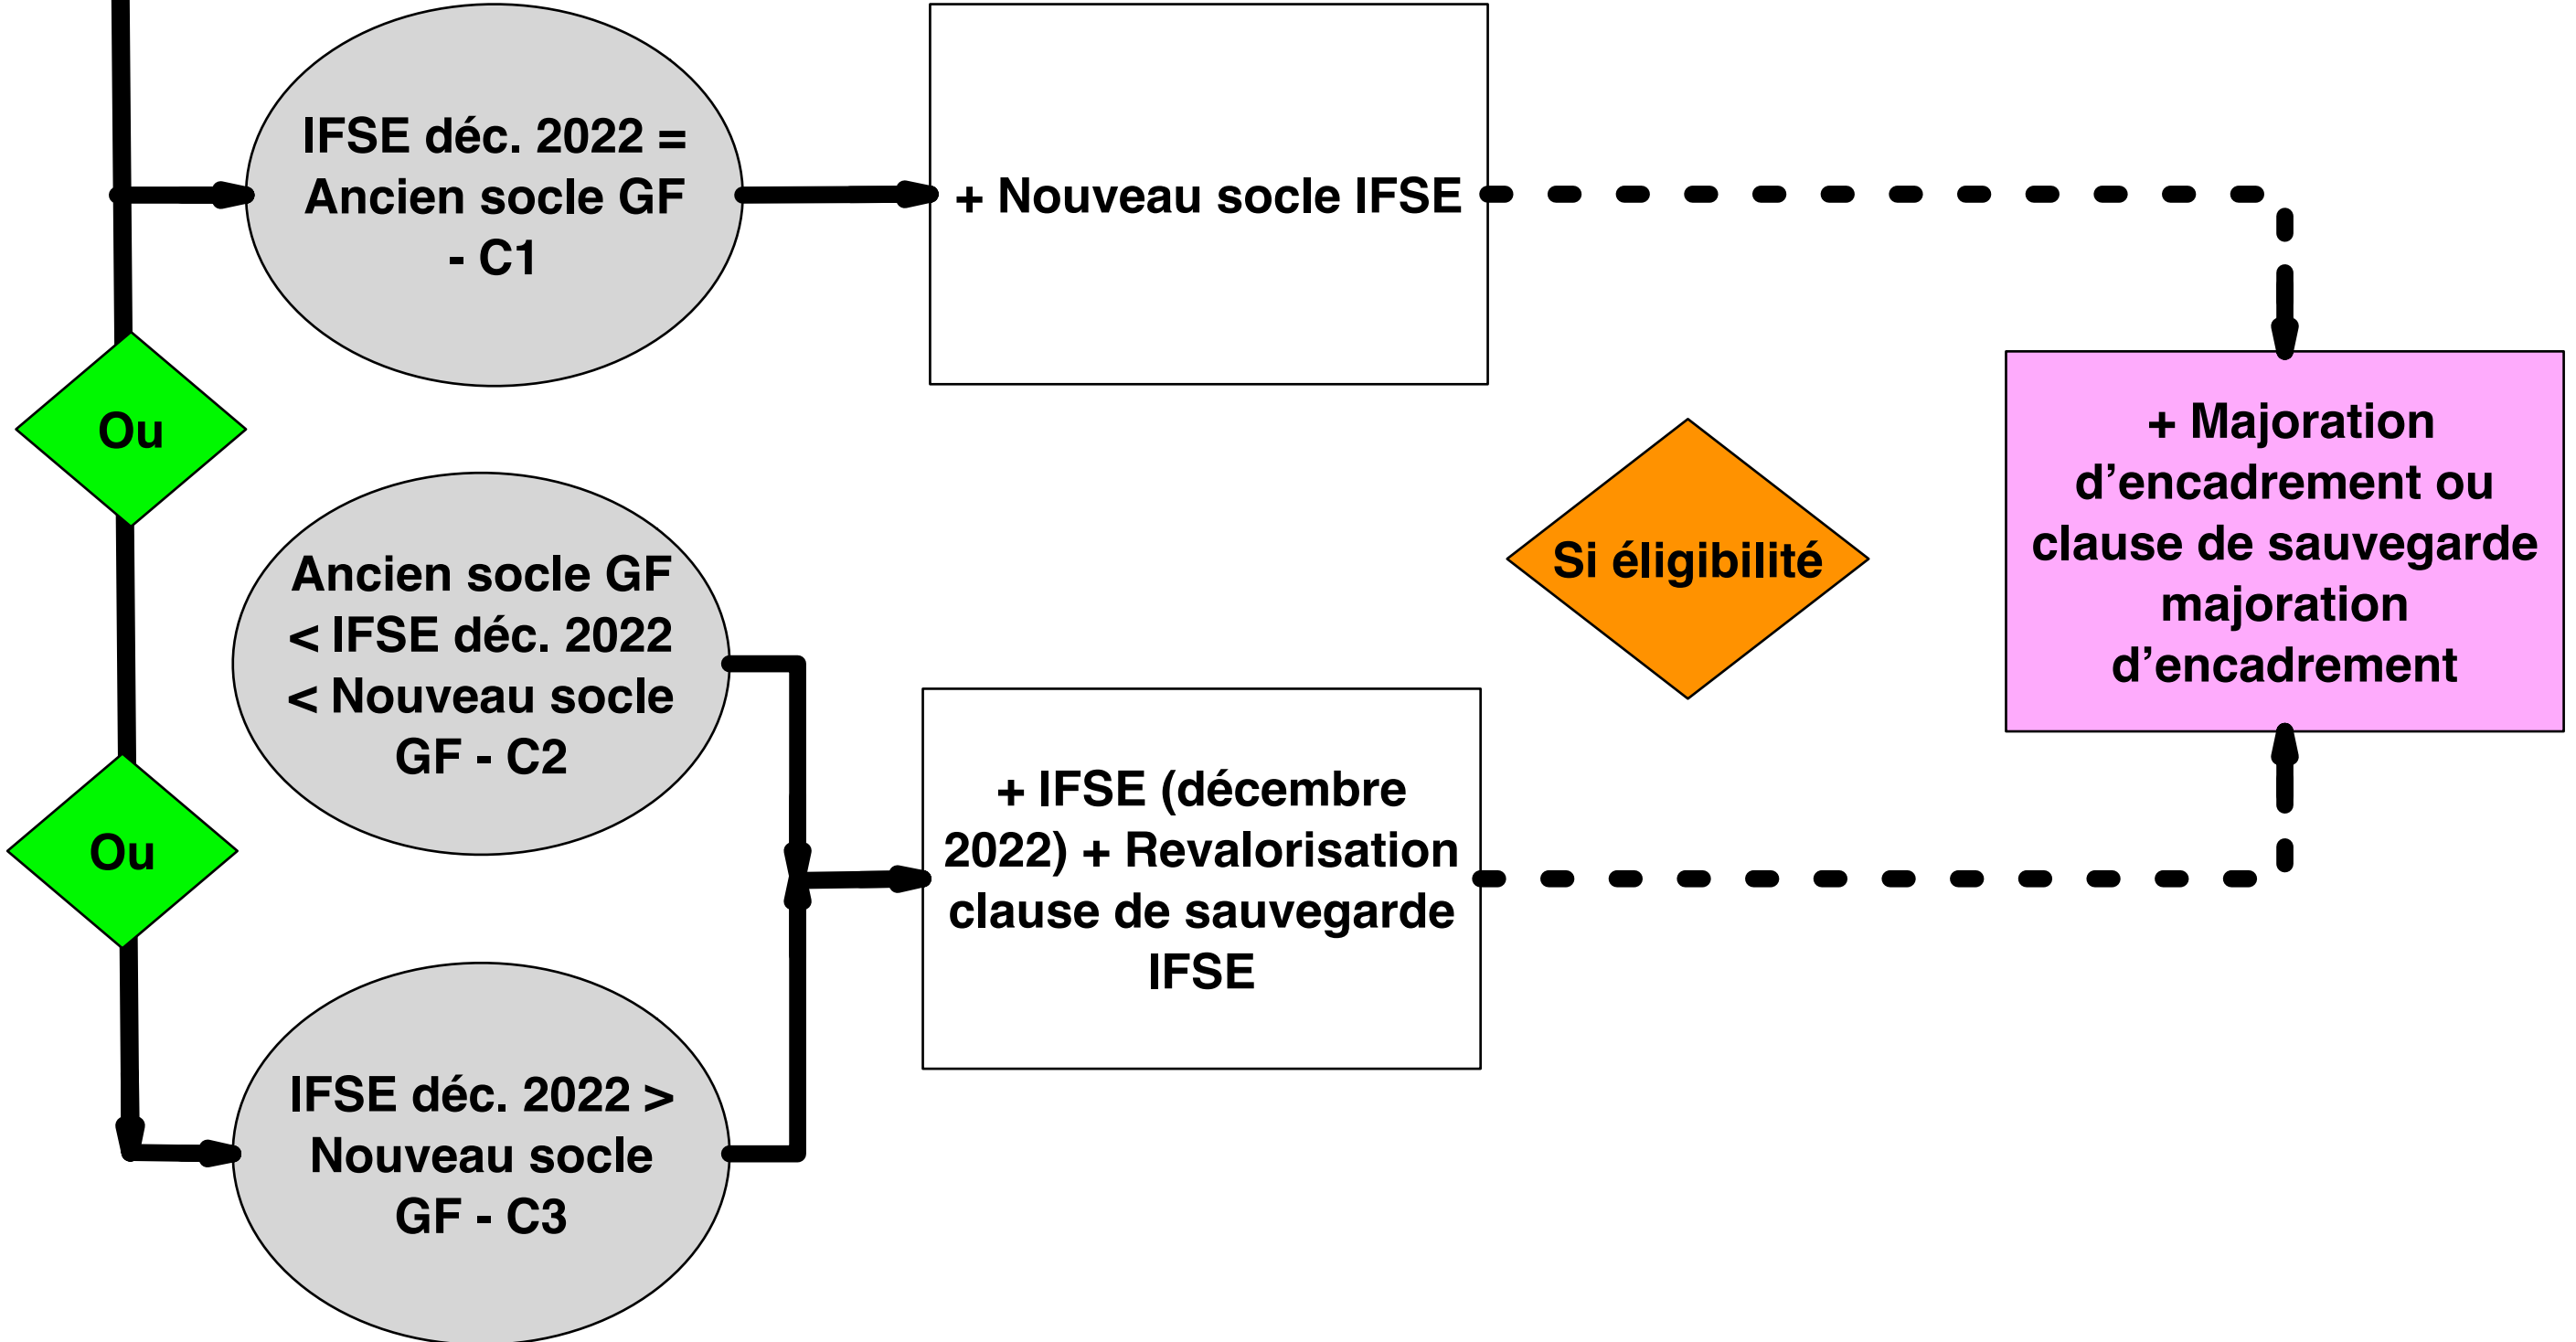 IFSE déc. 2022 =
Ancien socle GF
- C1
+ Nouveau socle IFSE
Ou
+ Majoration
d’encadrement ou
clause de sauvegarde
majoration
d’encadrement
Si éligibilité
Ancien socle GF
< IFSE déc. 2022
< Nouveau socle
GF - C2
Ou
+ IFSE (décembre
2022) + Revalorisation
clause de sauvegarde
IFSE
IFSE déc. 2022 >
Nouveau socle
GF - C3